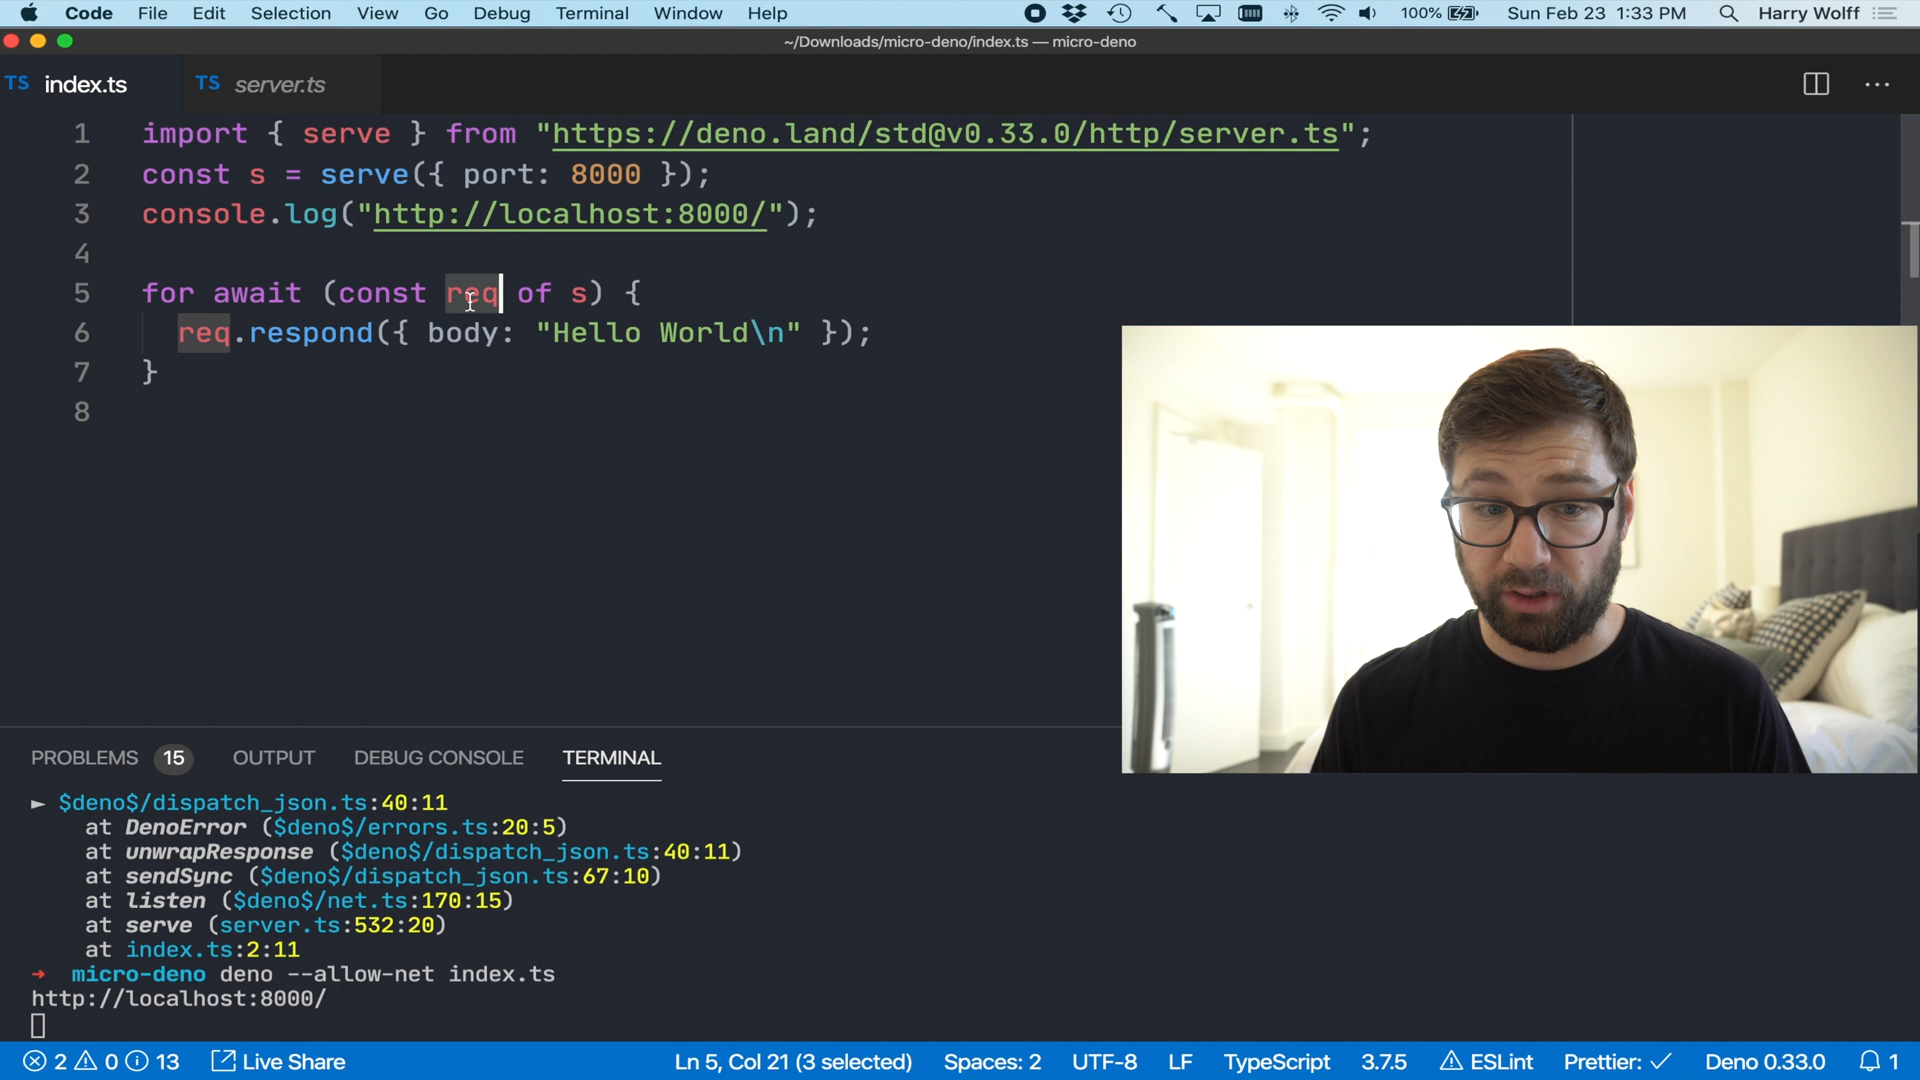 Code File Edit Selection View Go Debug Terminal Window Help 100% Sun Feb 23 1:33 PM Harry Wolff
~/Downloads/micro-deno/index.ts — micro-deno
TS index.ts TS server.ts ...
1 import { serve } from "https://deno.land/std@v0.33.0/http/server.ts";
2 const s = serve({ port: 8000 });
3 console.log("http://localhost:8000/");
4
5 for await (const req of s) {
6 req.respond({ body: "Hello World\n" });
7 }
8
PROBLEMS 15 OUTPUT DEBUG CONSOLE TERMINAL
► $deno$/dispatch_json.ts:40:11
at DenoError ($deno$/errors.ts:20:5)
at unwrapResponse ($deno$/dispatch_json.ts:40:11)
at sendSync ($deno$/dispatch_json.ts:67:10)
at listen ($deno$/net.ts:170:15)
at serve (server.ts:532:20)
at index.ts:2:11
→ micro-deno deno --allow-net index.ts
http://localhost:8000/
2 0 13 Live Share Ln 5, Col 21 (3 selected) Spaces: 2 UTF-8 LF TypeScript 3.7.5 ESLint Prettier: ✓ Deno 0.33.0 1